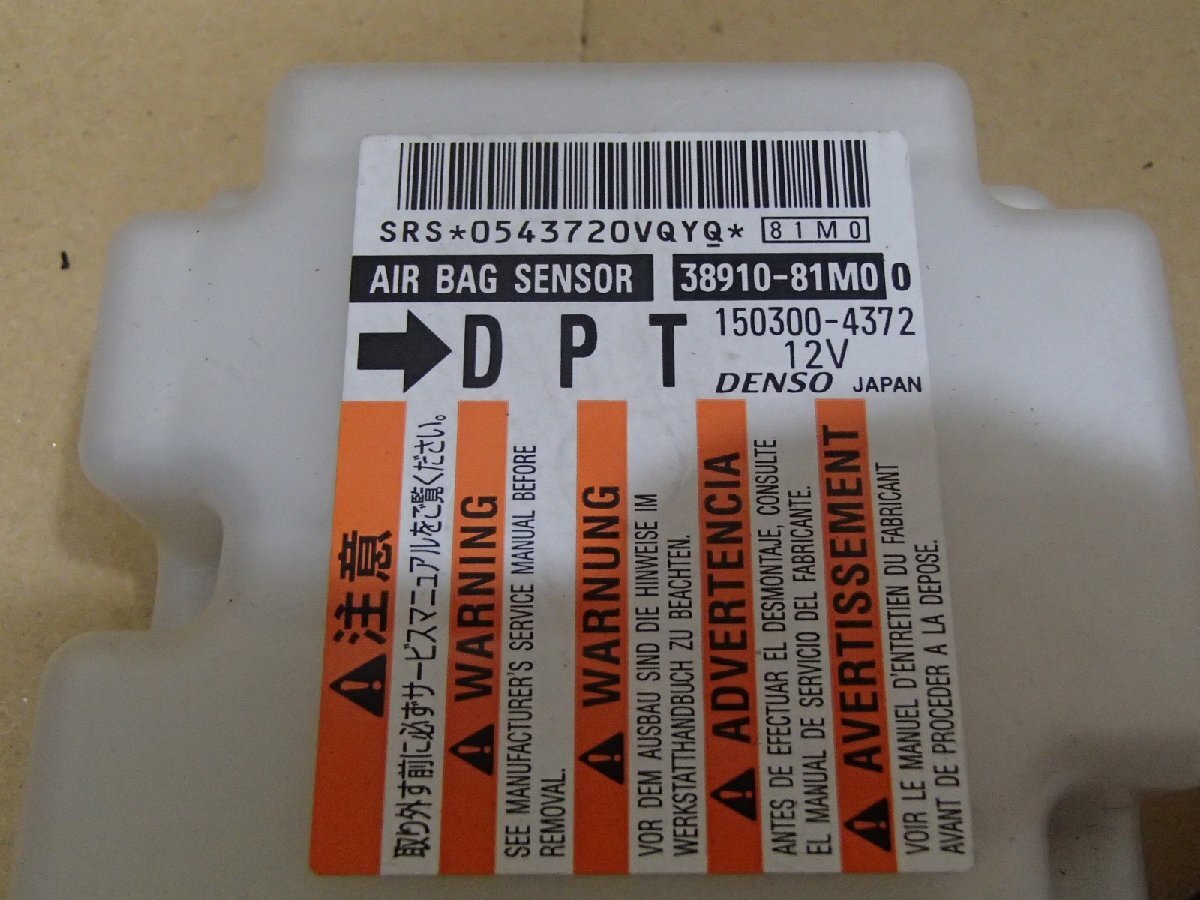 SRS*0543720VQYQ* 81M0
AIR BAG SENSOR 38910-81M0 0
D P T 150300-4372
12V
DENSO JAPAN
注意
取り外す前に必ずサービスマニュアルをご覧ください。
WARNING
SEE MANUFACTURER'S SERVICE MANUAL BEFORE
REMOVAL.
WARNUNG
VOR DEM AUSBAU SIND DIE HINWEISE IM
WERKSTATTHANDBUCH ZU BEACHTEN.
ADVERTENCIA
ANTES DE EFECTUAR EL DESMONTAJE, CONSULTE
EL MANUAL DE SERVICIO DEL FABRICANTE.
AVERTISSEMENT
VOIR LE MANUEL D'ENTRETIEN DU FABRICANT
AVANT DE PROCEDER A LA DEPOSE.